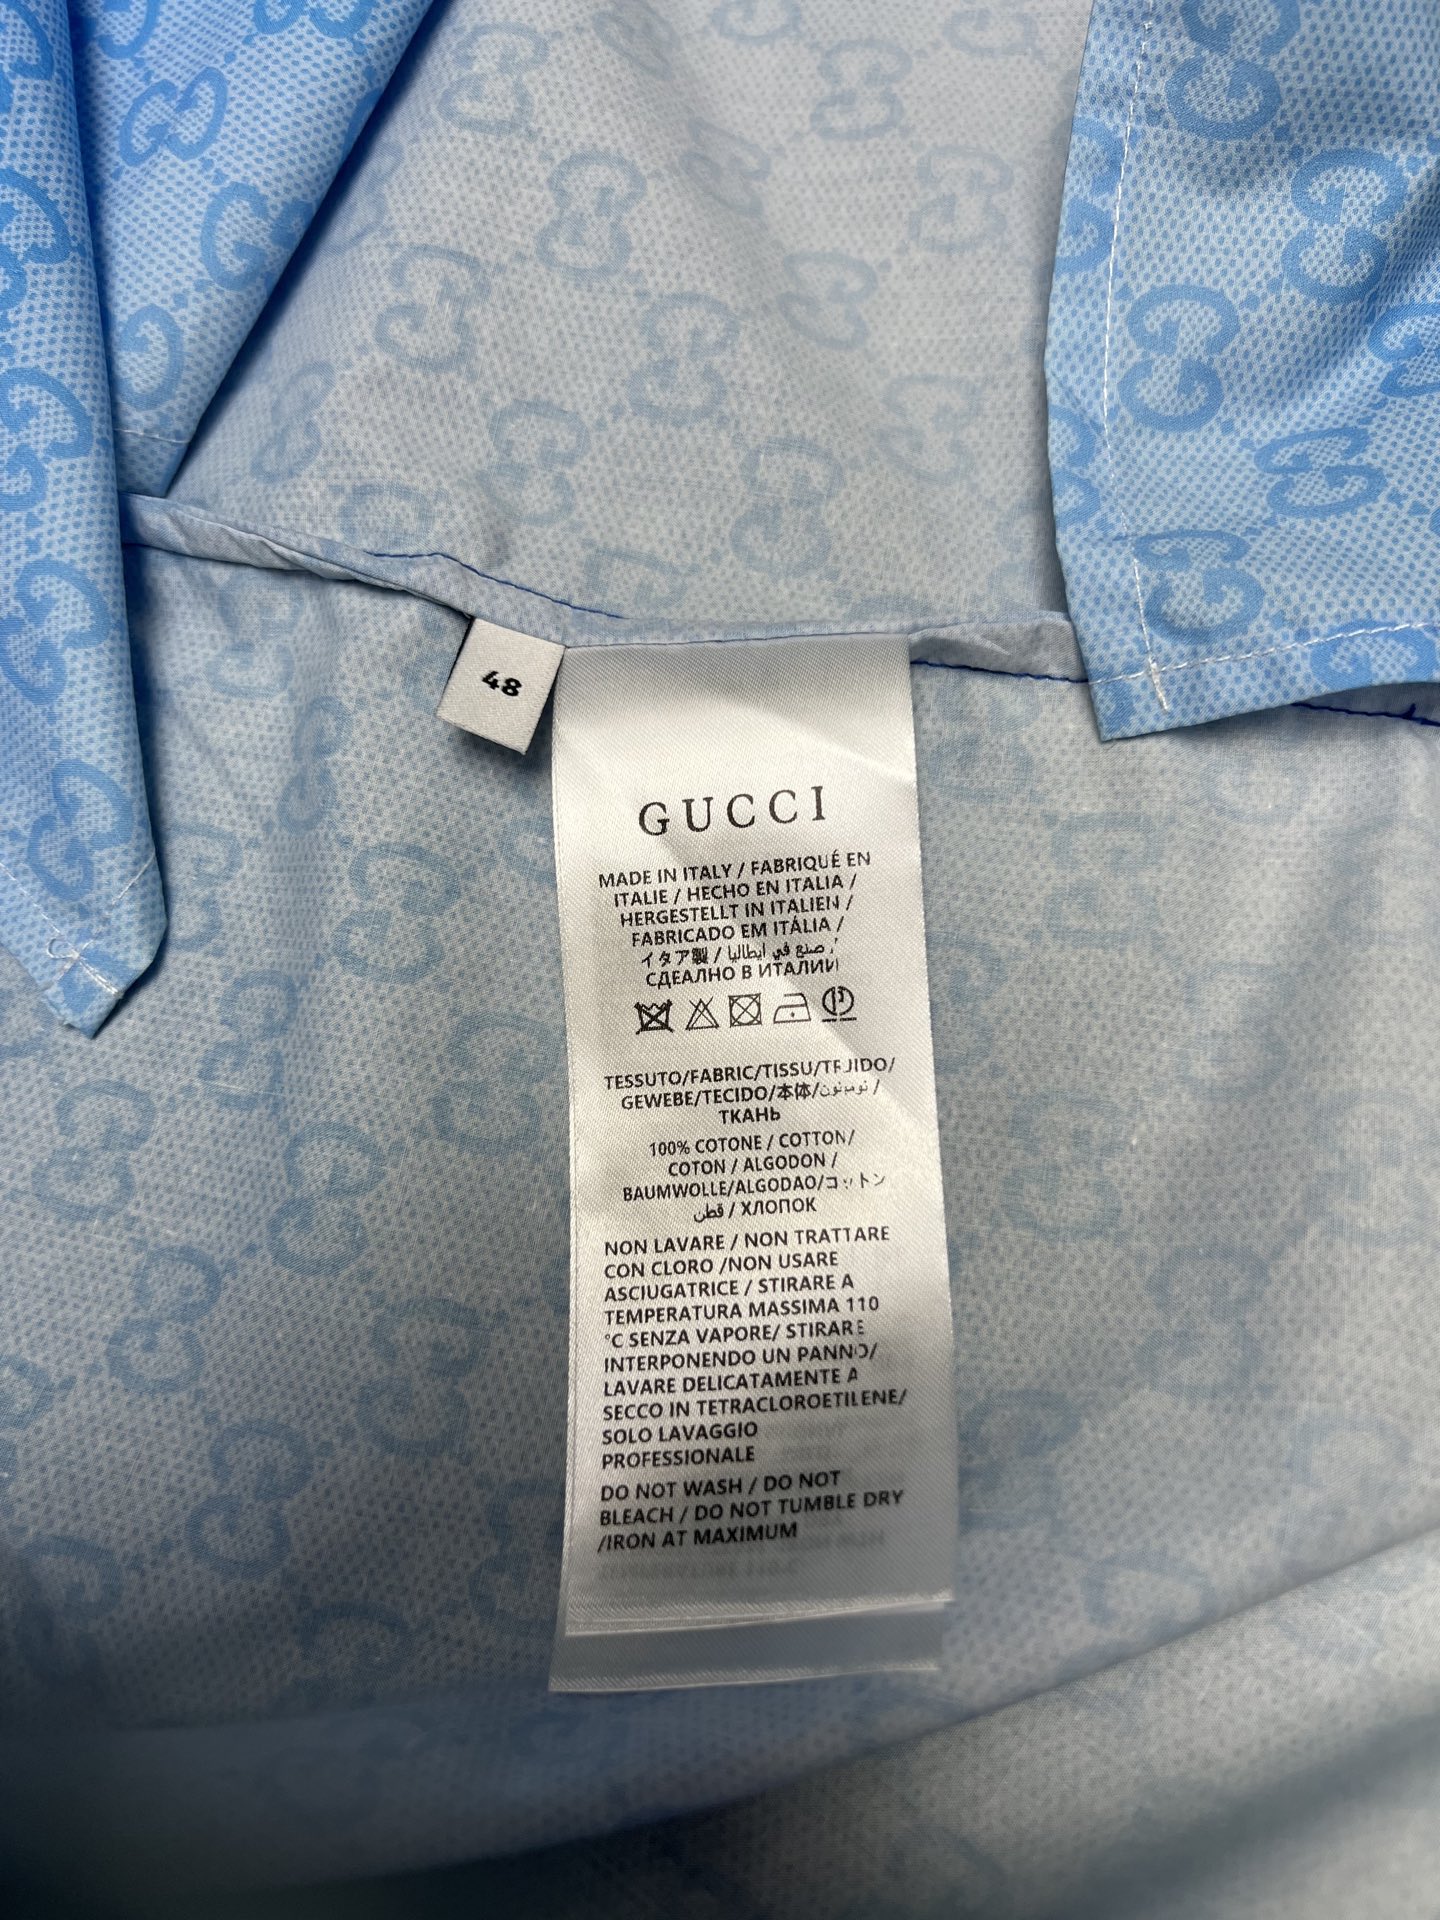 48
GUCCI
MADE IN ITALY / FABRIQUÉ EN
ITALIE / HECHO EN ITALIA /
HERGESTELLT IN ITALIEN /
FABRICADO EM ITÁLIA /
イタア製 / صنع في ايطاليا /
СДЕАЛНО В ИТАЛИИ
TESSUTO/FABRIC/TISSU/TEJIDO/
GEWEBE/TECIDO/本体/
ТКАНЬ
100% COTONE / COTTON/
COTON / ALGODON /
BAUMWOLLE/ALGODAO/コットン
قطن / ХЛОПОК
NON LAVARE / NON TRATTARE
CON CLORO /NON USARE
ASCIUGATRICE / STIRARE A
TEMPERATURA MASSIMA 110
°C SENZA VAPORE/ STIRARE
INTERPONENDO UN PANNO/
LAVARE DELICATAMENTE A
SECCO IN TETRACLOROETILENE/
SOLO LAVAGGIO
PROFESSIONALE
DO NOT WASH / DO NOT
BLEACH / DO NOT TUMBLE DRY
/IRON AT MAXIMUM